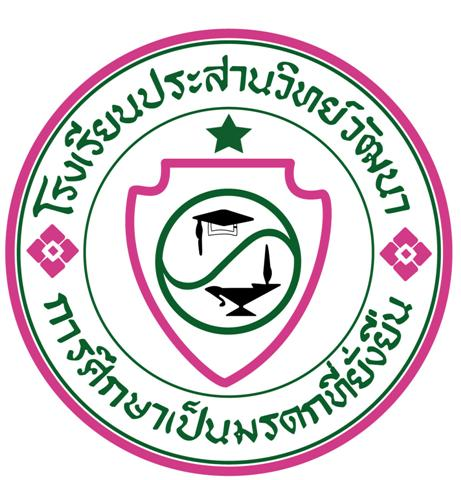 โรงเรียนประสานวิทย์วัฒนา
การศึกษาเป็นมรดกที่ยั่งยืน